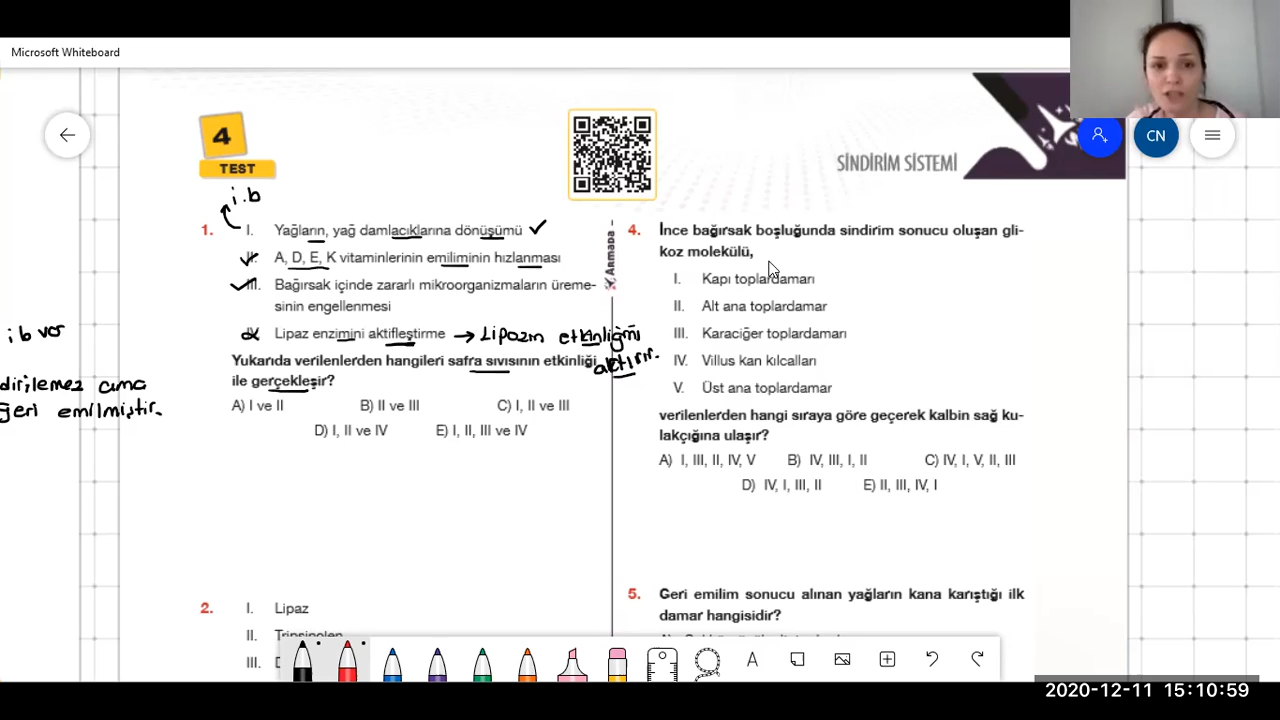 Microsoft Whiteboard
4
TEST
SİNDİRİM SİSTEMİ
CN
i.b
1. I. Yağların, yağ damlacıklarına dönüşümü
II. A, D, E, K vitaminlerinin emiliminin hızlanması
III. Bağırsak içinde zararlı mikroorganizmaların üreme-
sinin engellenmesi
IV. Lipaz enzimini aktifleştirme → Lipazın etkinliğini
aktırır.
Yukarıda verilenlerden hangileri safra sıvısının etkinliği
ile gerçekleşir?
A) I ve II B) II ve III C) I, II ve III
D) I, II ve IV E) I, II, III ve IV
i b var
dirilemez ama
geri emilmiştir.
2. I. Lipaz
II. Tripsinojen
III.
ARMADA
4. İnce bağırsak boşluğunda sindirim sonucu oluşan gli-
koz molekülü,
I. Kapı toplardamarı
II. Alt ana toplardamar
III. Karaciğer toplardamarı
IV. Villus kan kılcalları
V. Üst ana toplardamar
verilenlerden hangi sıraya göre geçerek kalbin sağ ku-
lakçığına ulaşır?
A) I, III, II, IV, V B) IV, III, I, II C) IV, I, V, II, III
D) IV, I, III, II E) II, III, IV, I
5. Geri emilim sonucu alınan yağların kana karıştığı ilk
damar hangisidir?
A
2020-12-11 15:10:59